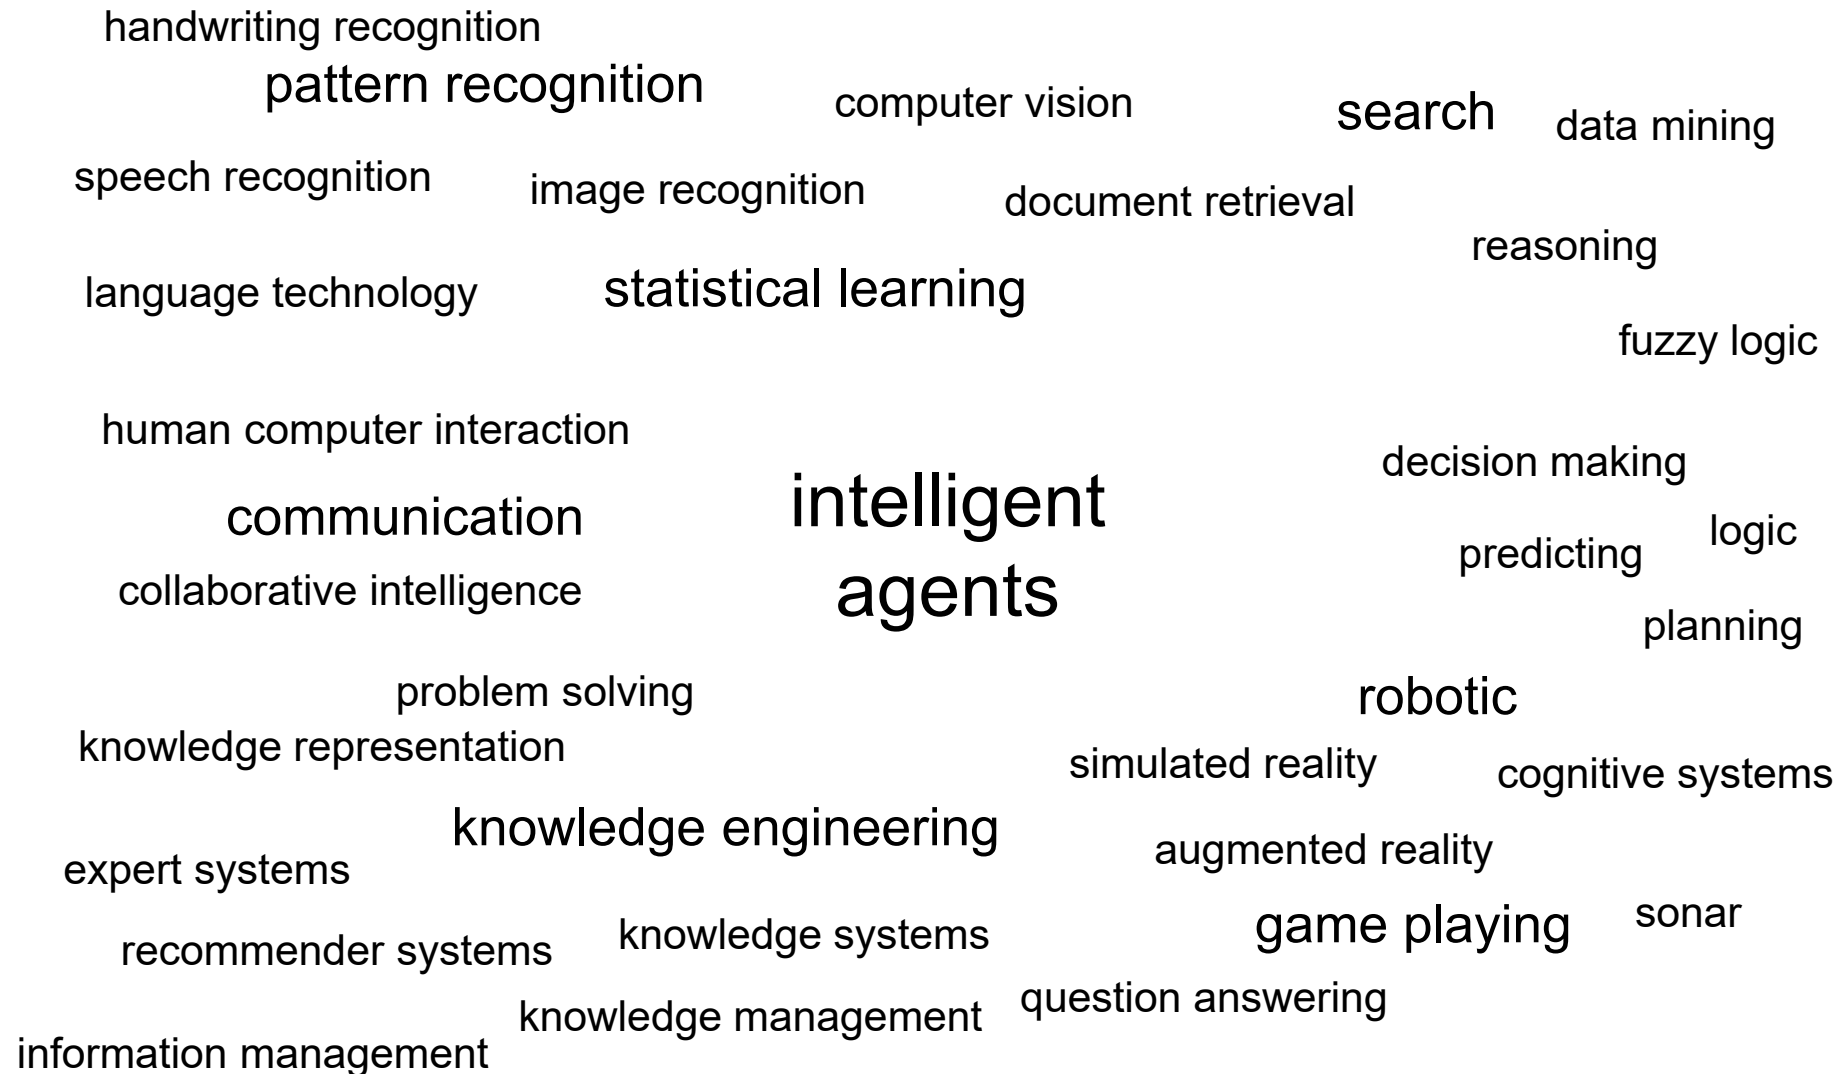 handwriting recognition
pattern recognition
computer vision
search
data mining
speech recognition
image recognition
document retrieval
reasoning
language technology
statistical learning
fuzzy logic
human computer interaction
decision making
intelligent
agents
communication
logic
predicting
collaborative intelligence
planning
problem solving
robotic
knowledge representation
simulated reality
cognitive systems
knowledge engineering
augmented reality
expert systems
game playing
sonar
recommender systems
knowledge systems
question answering
knowledge management
information management